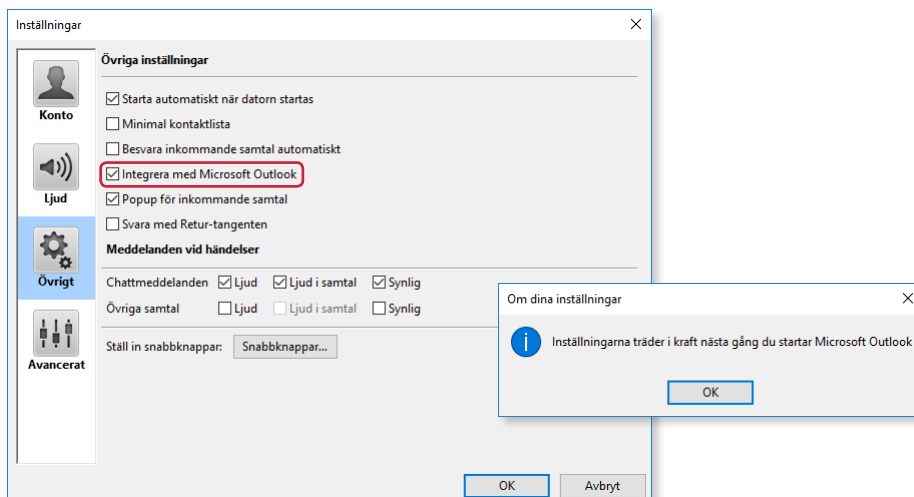 Inställningar
Konto
Ljud
Övrigt
Avancerat
Övriga inställningar
Starta automatiskt när datorn startas
Minimal kontaktlista
Besvara inkommande samtal automatiskt
Integrera med Microsoft Outlook
Popup för inkommande samtal
Svara med Retur-tangenten
Meddelanden vid händelser
Chattmeddelanden Ljud Ljud i samtal Synlig
Övriga samtal Ljud Ljud i samtal Synlig
Ställ in snabbknappar: Snabbknappar...
OK Avbryt
Om dina inställningar
Inställningarna träder i kraft nästa gång du startar Microsoft Outlook
OK